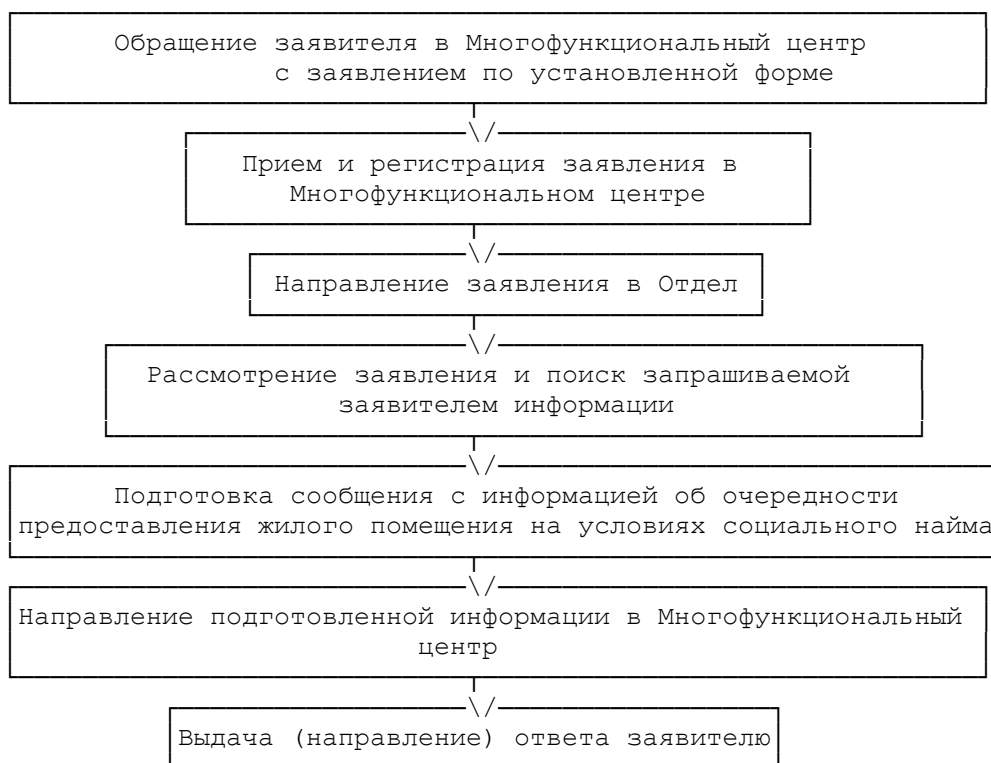 Обращение заявителя в Многофункциональный центр
с заявлением по установленной форме
Прием и регистрация заявления в
Многофункциональном центре
Направление заявления в Отдел
Рассмотрение заявления и поиск запрашиваемой
заявителем информации
Подготовка сообщения с информацией об очередности
предоставления жилого помещения на условиях социального найма
Направление подготовленной информации в Многофункциональный
центр
Выдача (направление) ответа заявителю